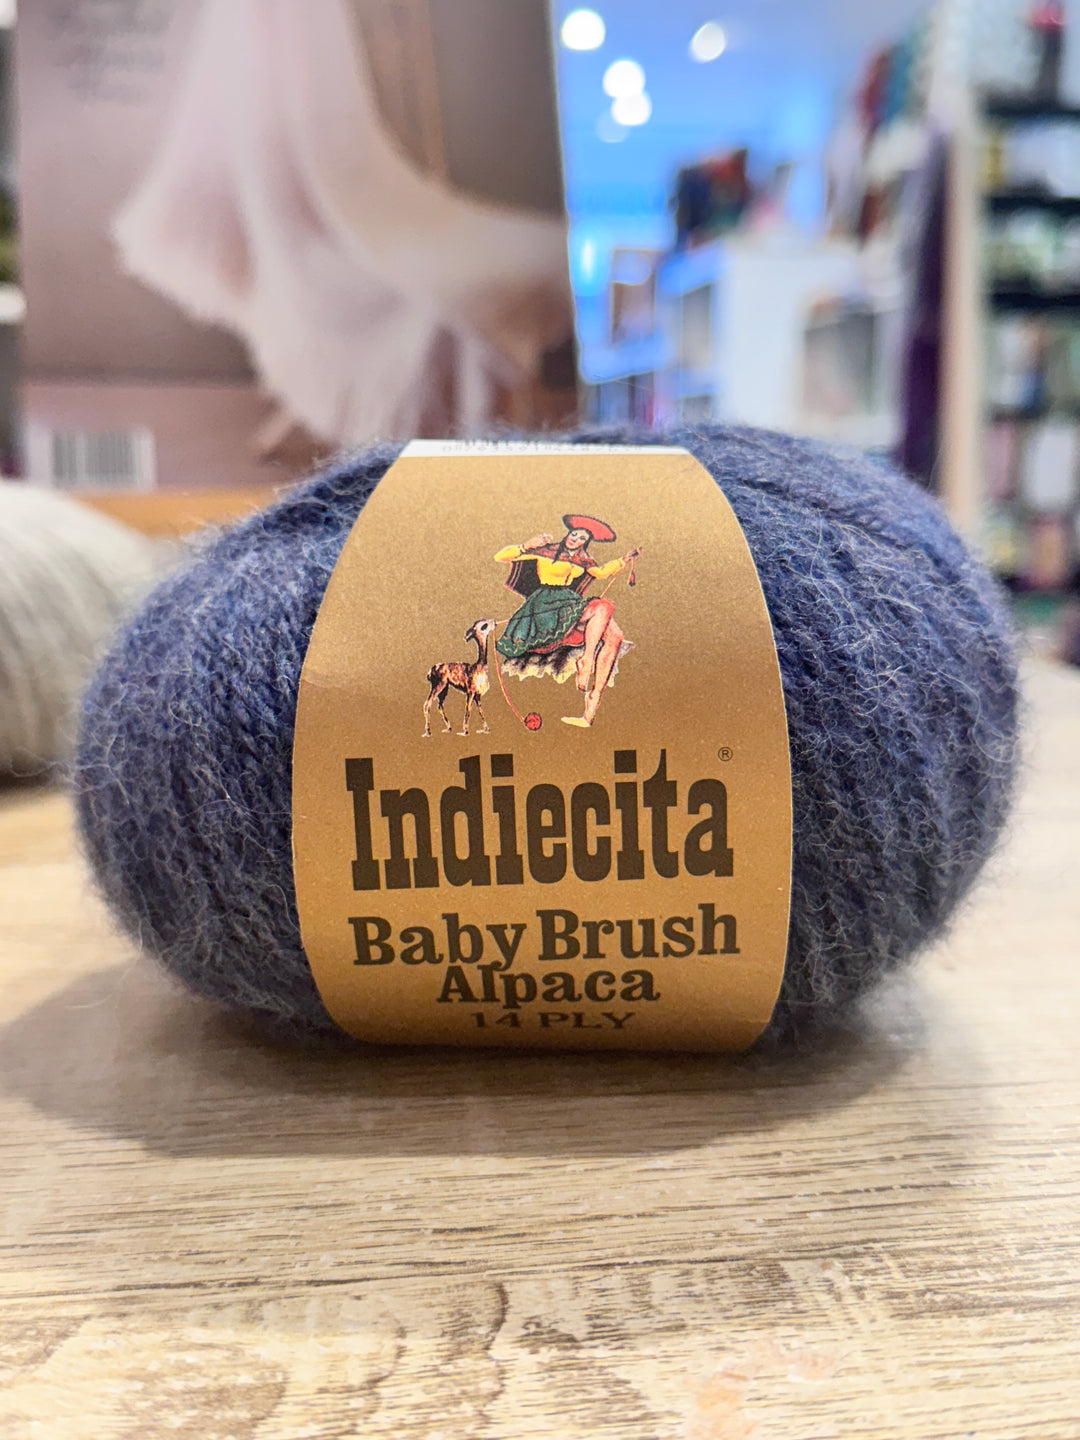 Indiecita®
Baby Brush
Alpaca
14 PLY